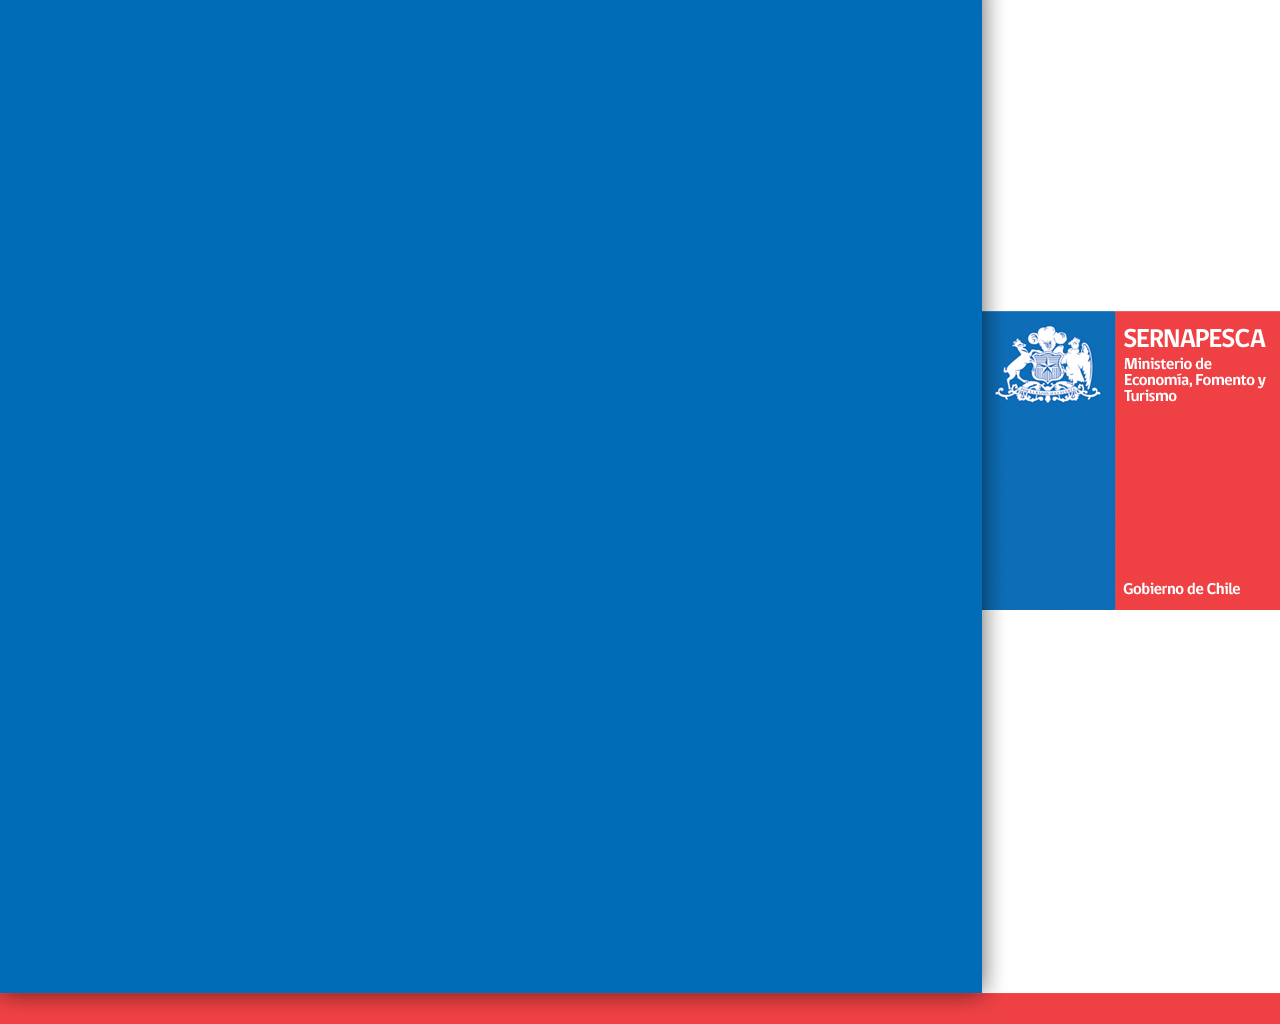 SERNAPESCA
Ministerio de
Economía, Fomento y
Turismo
Gobierno de Chile